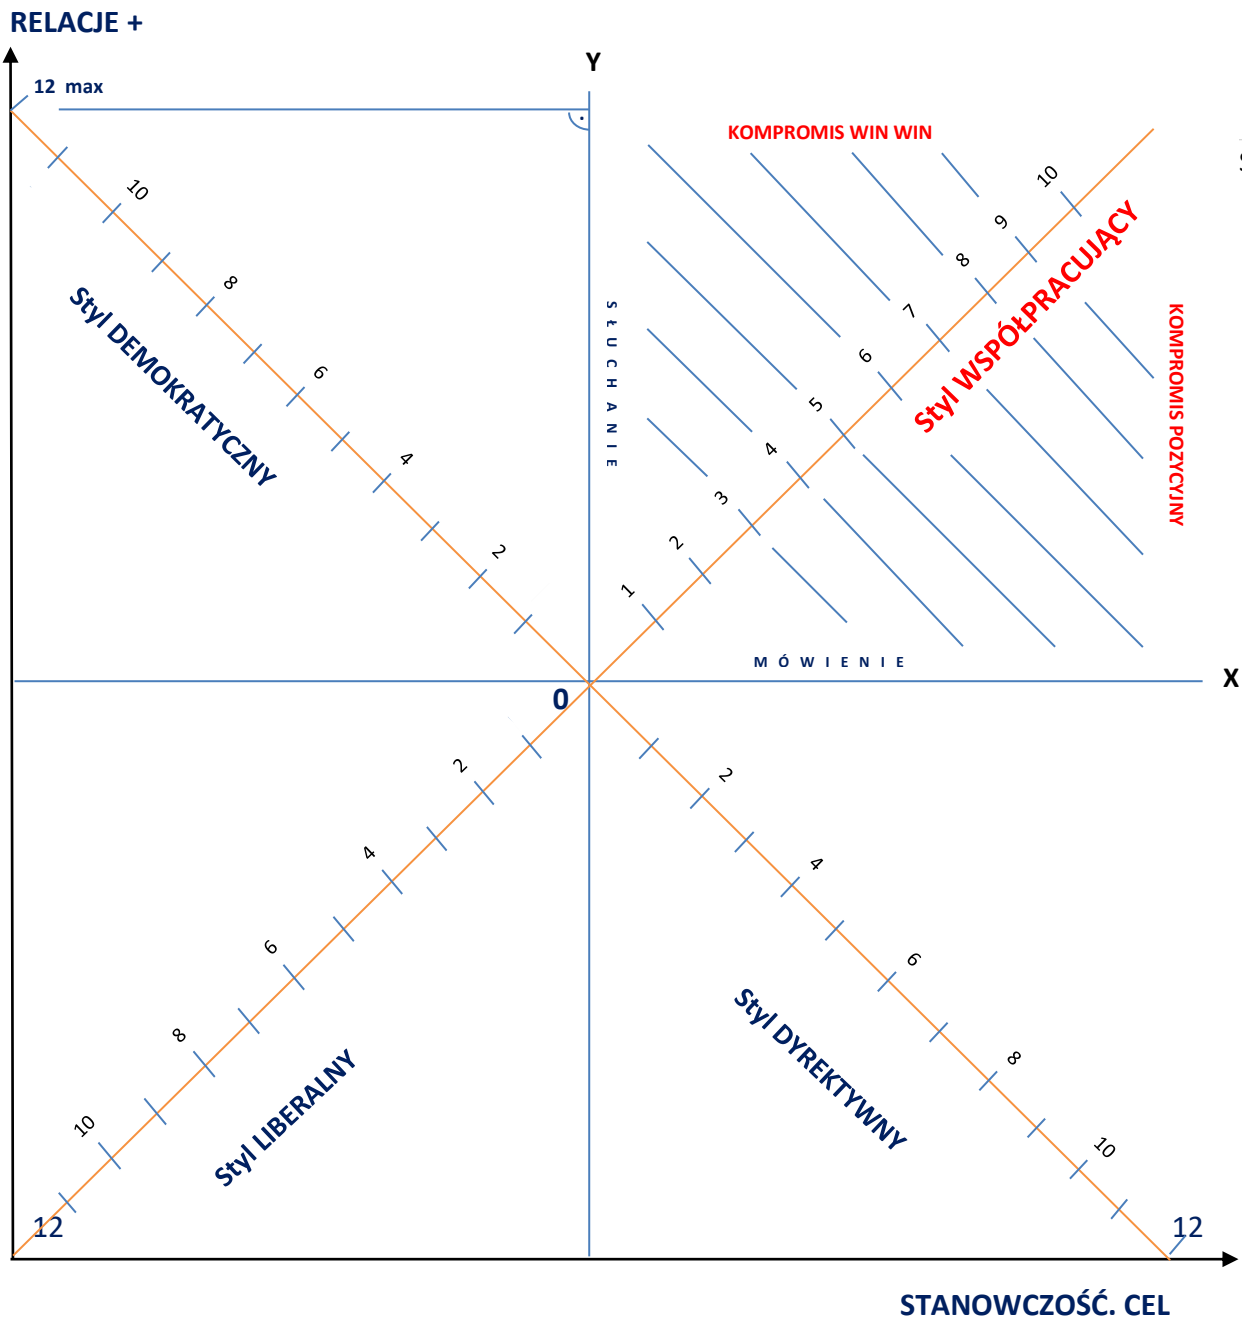 RELACJE +
12 max
Y
KOMPROMIS WIN WIN
10
9
8
7
6
5
4
3
2
1
Styl WSPÓŁPRACUJĄCY
KOMPROMIS POZYCYJNY
10
8
6
4
2
Styl DEMOKRATYCZNY
SŁUCHANIE
MÓWIENIE
X
0
2
4
6
8
10
12
Styl LIBERALNY
2
4
6
8
10
12
Styl DYREKTYWNY
STANOWCZOŚĆ. CEL